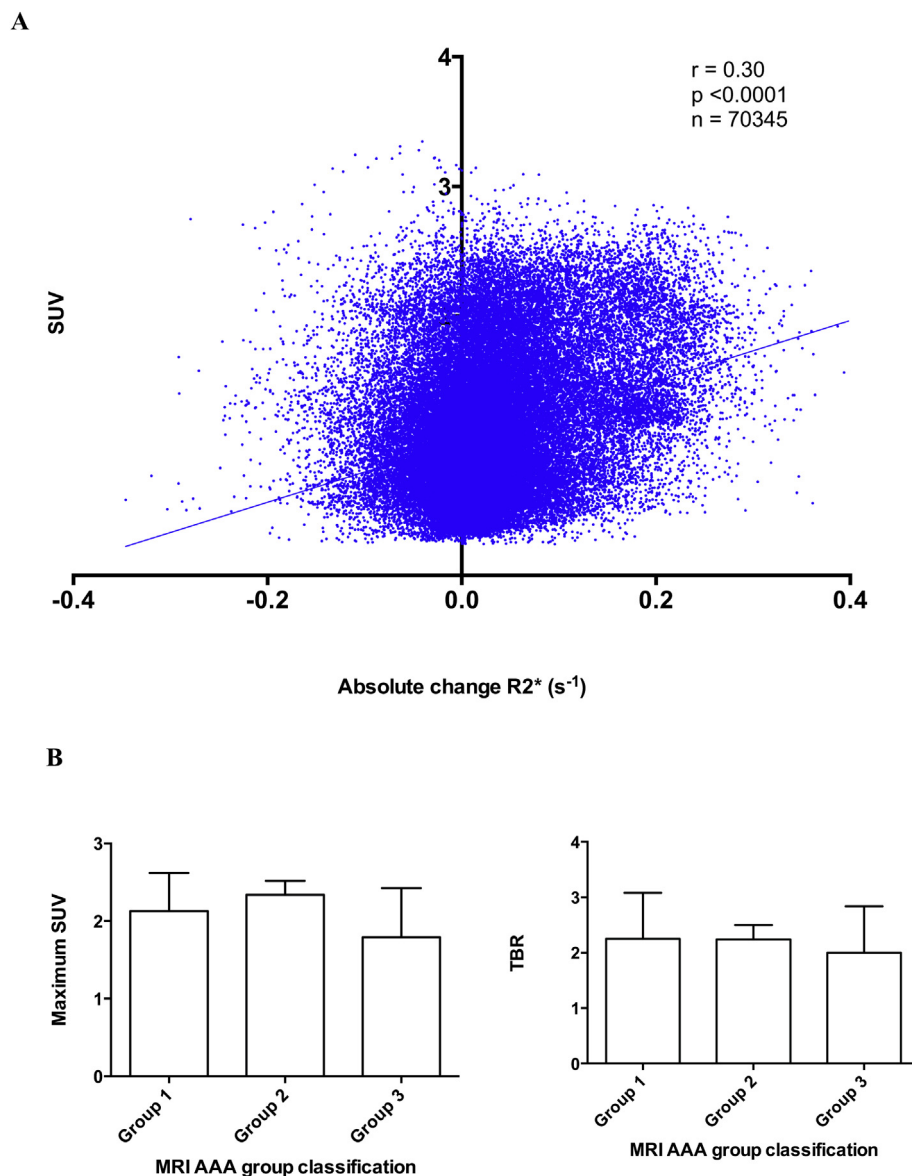 A
4
r = 0.30
p <0.0001
n = 70345
3
SUV
-0.4 -0.2 0.0 0.2 0.4
Absolute change R2* (s⁻¹)
B
3
2
1
0
Maximum SUV
Group 1 Group 2 Group 3
MRI AAA group classification
4
3
2
1
0
TBR
Group 1 Group 2 Group 3
MRI AAA group classification